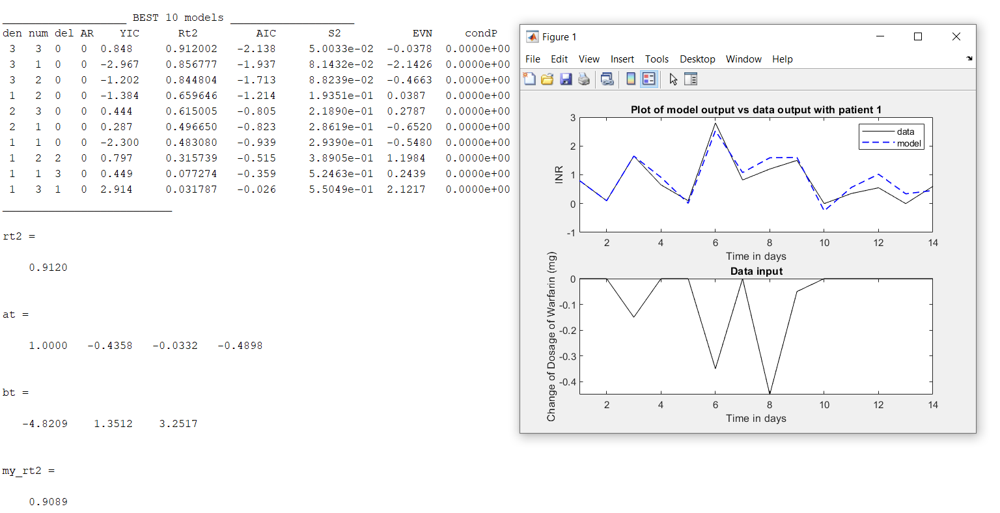 BEST 10 models
den num del AR YIC Rt2 AIC S2 EVN condP
3 3 0 0 0.848 0.912002 -2.138 5.0033e-02 -0.0378 0.0000e+00
3 1 0 0 -2.967 0.856777 -1.937 8.1432e-02 -2.1426 0.0000e+00
3 2 0 0 -1.202 0.844804 -1.713 8.8239e-02 -0.4663 0.0000e+00
1 2 0 0 -1.384 0.659646 -1.214 1.9351e-01 0.0387 0.0000e+00
2 3 0 0 0.444 0.615005 -0.805 2.1890e-01 0.2787 0.0000e+00
2 1 0 0 0.287 0.496650 -0.823 2.8619e-01 -0.6520 0.0000e+00
1 1 0 0 -2.300 0.483080 -0.939 2.9390e-01 -0.5480 0.0000e+00
1 2 2 0 0.797 0.315739 -0.515 3.8905e-01 1.1984 0.0000e+00
1 1 3 0 0.449 0.077274 -0.359 5.2463e-01 0.2439 0.0000e+00
1 3 1 0 2.914 0.031787 -0.026 5.5049e-01 2.1217 0.0000e+00
rt2 =
0.9120
at =
1.0000 -0.4358 -0.0332 -0.4898
bt =
-4.8209 1.3512 3.2517
my_rt2 =
0.9089
Figure 1
File Edit View Insert Tools Desktop Window Help
Plot of model output vs data output with patient 1
data
model
INR
3
2
1
0
-1
2 4 6 8 10 12 14
Time in days
Data input
Change of Dosage of Warfarin (mg)
0
-0.1
-0.2
-0.3
-0.4
2 4 6 8 10 12 14
Time in days